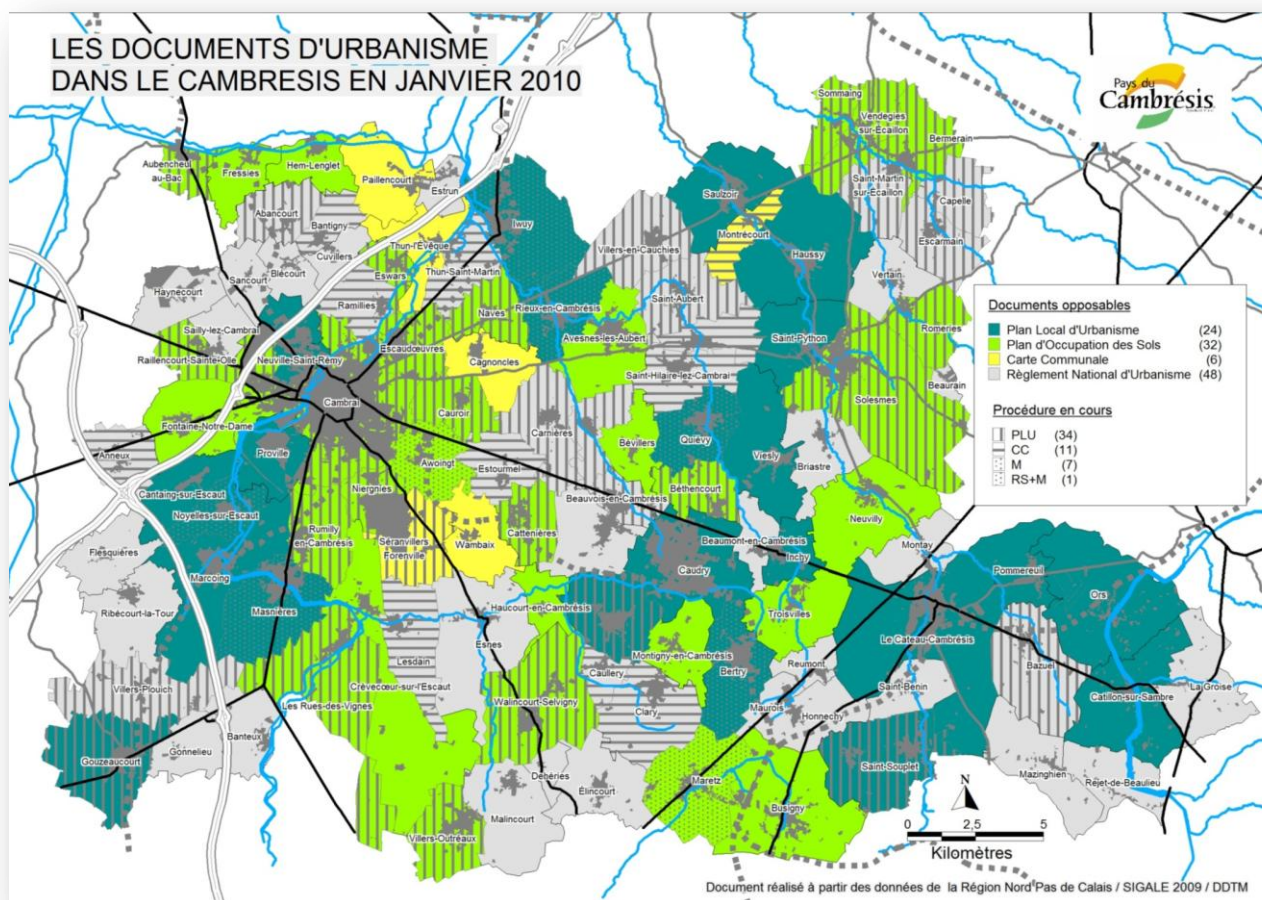 LES DOCUMENTS D'URBANISME
DANS LE CAMBRESIS EN JANVIER 2010
Pays du
Cambrésis
Sommaing
Vendegies
sur-Écaillon
Bermerain
Aubencheul
au-Bac
Fressies
Hem-Lenglet
Paillencourt
Estrun
Saint-Martin
sur-Écaillon
Capelle
Abancourt
Bantigny
Cuvillers
Thun-l'Évêque
Thun-Saint-Martin
Iwuy
Saulzoir
Montrécourt
Villers-en-Cauchies
Haussy
Escarmain
Vertain
Haynecourt
Sancourt
Blécourt
Eswars
Ramillies
Naves
Rieux-en-Cambrésis
Saint-Aubert
Avesnes-les-Aubert
Saint-Python
Romeries
Sailly-lez-Cambrai
Raillencourt-Sainte-Olle
Neuville-Saint-Rémy
Escaudœuvres
Cagnoncles
Saint-Hilaire-lez-Cambrai
Beaurain
Solesmes
Cambrai
Cauroir
Fontaine-Notre-Dame
Carnières
Bévillers
Quiévy
Anneux
Proville
Awoingt
Estourmel
Viesly
Briastre
Cantaing-sur-Escaut
Noyelles-sur-Escaut
Niergnies
Beauvois-en-Cambrésis
Béthencourt
Neuvilly
Rumilly
en-Cambrésis
Séranvillers
Forenville
Wambaix
Cattenières
Beaumont-en-Cambrésis
Inchy
Montay
Flesquières
Marcoing
Masnières
Caudry
Pommereuil
Ors
Ribécourt-la-Tour
Haucourt-en-Cambrésis
Troisvilles
Le Cateau-Cambrésis
Esnes
Lesdain
Montigny-en-Cambrésis
Bertry
Reumont
Bazuel
Villers-Plouich
Crèvecœur-sur-l'Escaut
Caullery
Saint-Benin
Catillon-sur-Sambre
La Groise
Les Rues-des-Vignes
Walincourt-Selvigny
Clary
Maurois
Honnechy
Banteux
Gonnelieu
Gouzeaucourt
Saint-Souplet
Mazinghien
Rejet-de-Beaulieu
Dehéries
Élincourt
Maretz
Busigny
Malincourt
Villers-Outréaux
Documents opposables
Plan Local d'Urbanisme (24)
Plan d'Occupation des Sols (32)
Carte Communale (6)
Règlement National d'Urbanisme (48)
Procédure en cours
PLU (34)
CC (11)
M (7)
RS+M (1)
N
0 2,5 5
Kilomètres
Document réalisé à partir des données de la Région Nord Pas de Calais / SIGALE 2009 / DDTM